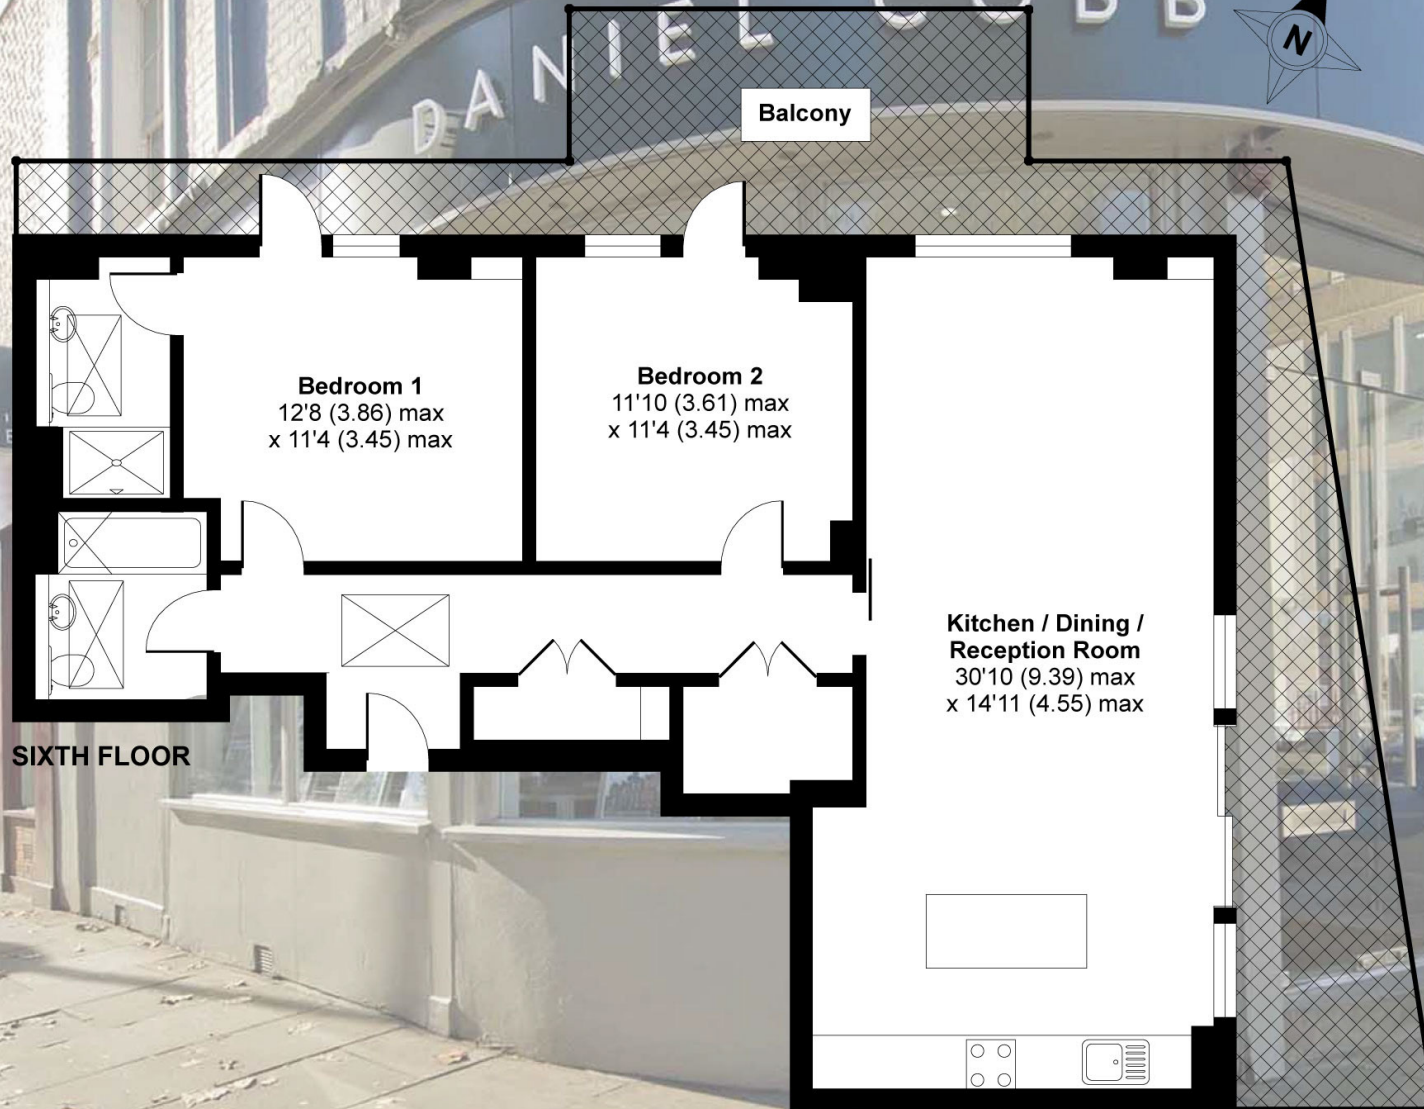 DANIEL COBB
N
Balcony
Bedroom 1
12'8 (3.86) max
x 11'4 (3.45) max
Bedroom 2
11'10 (3.61) max
x 11'4 (3.45) max
Kitchen / Dining /
Reception Room
30'10 (9.39) max
x 14'11 (4.55) max
SIXTH FLOOR